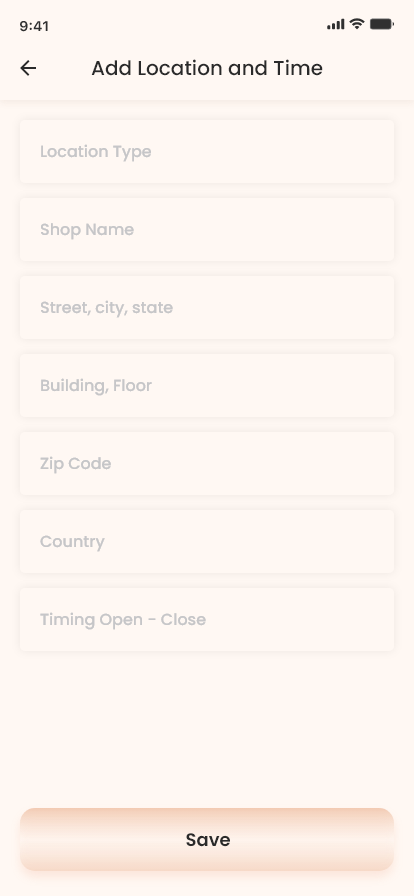 9:41
Add Location and Time
Location Type
Shop Name
Street, city, state
Building, Floor
Zip Code
Country
Timing Open - Close
Save